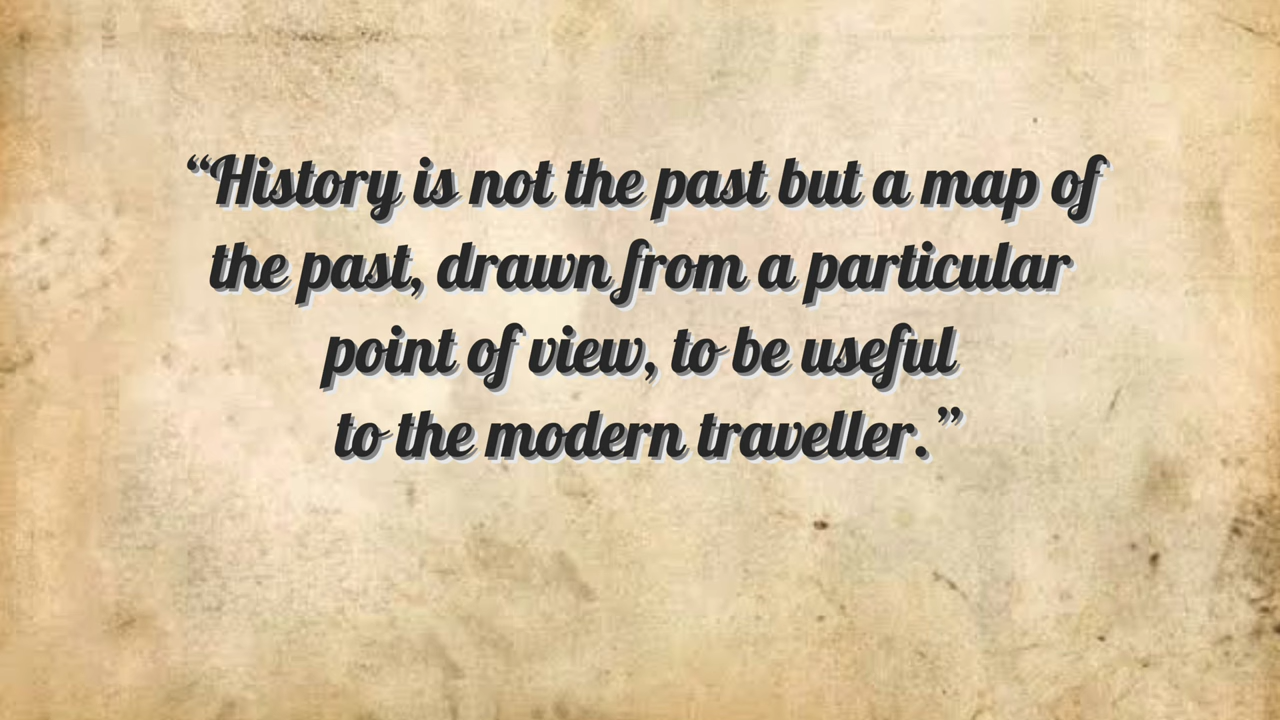 “History is not the past but a map of
the past, drawn from a particular
point of view, to be useful
to the modern traveller.”